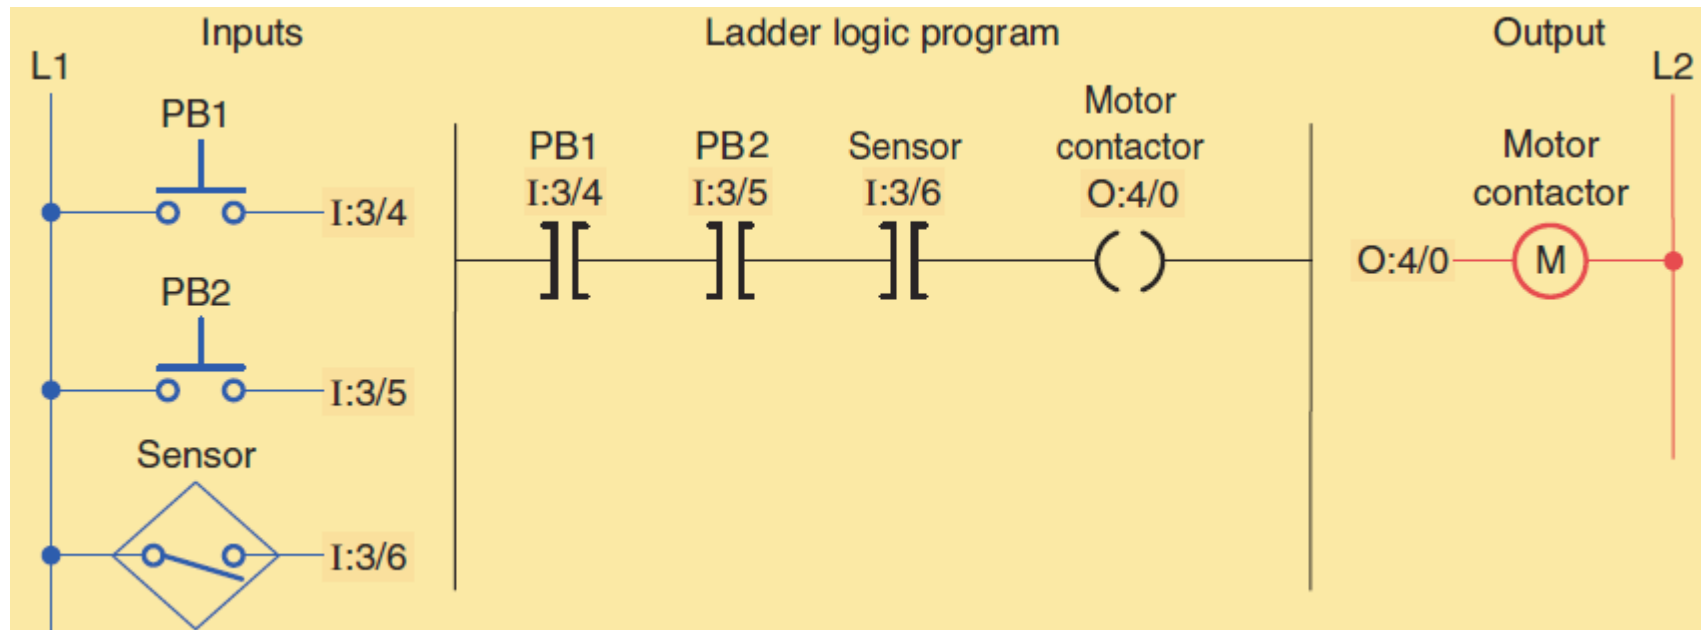 Inputs
Ladder logic program
Output
L1
L2
PB1
I:3/4
PB2
I:3/5
Sensor
I:3/6
PB1
I:3/4
PB2
I:3/5
Sensor
I:3/6
Motor
contactor
O:4/0
Motor
contactor
O:4/0
M